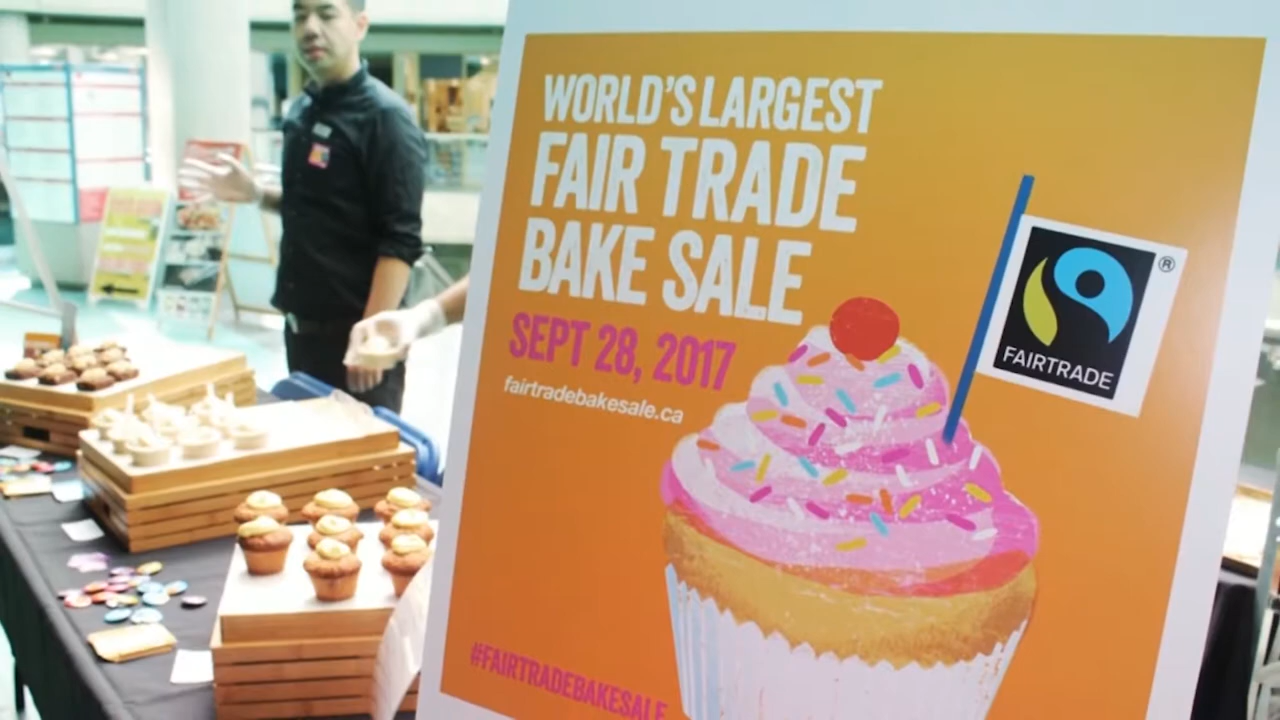 WORLD'S LARGEST
FAIR TRADE
BAKE SALE
SEPT 28, 2017
fairtradebakesale.ca
®
FAIRTRADE
#FAIRTRADEBAKESALE